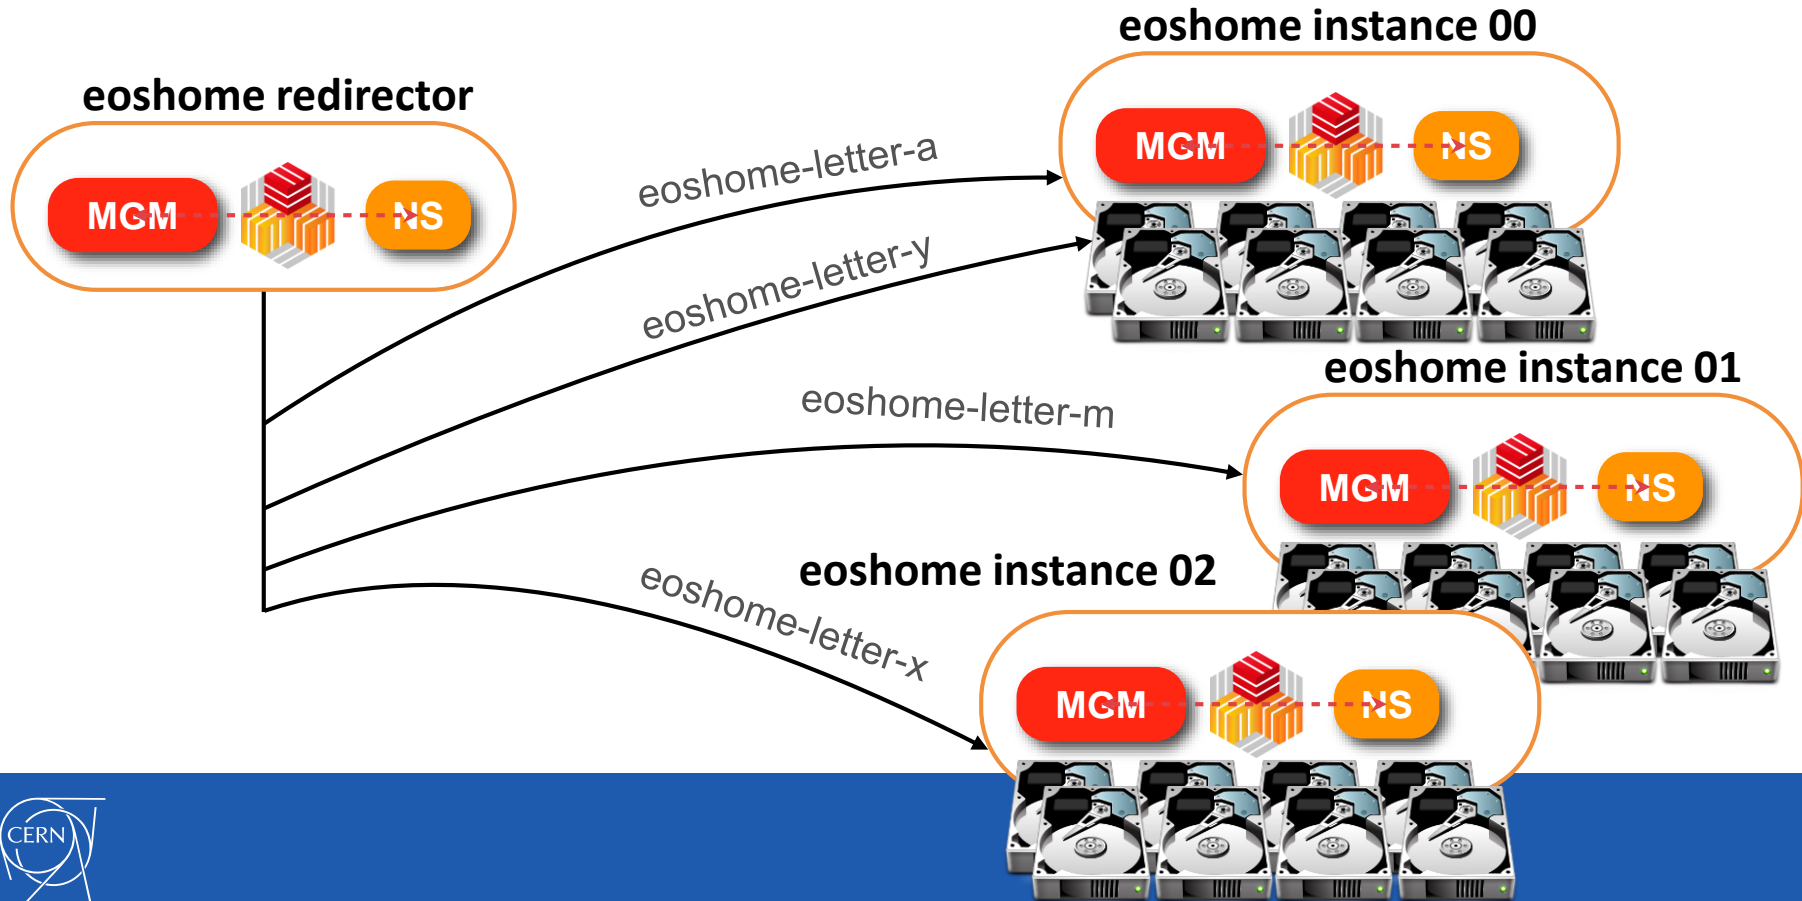 eoshome instance 00
eoshome redirector
MGM NS
eoshome-letter-a
MGM NS
eoshome-letter-y
eoshome instance 01
eoshome-letter-m
MGM NS
eoshome instance 02
eoshome-letter-x
MGM NS
CERN